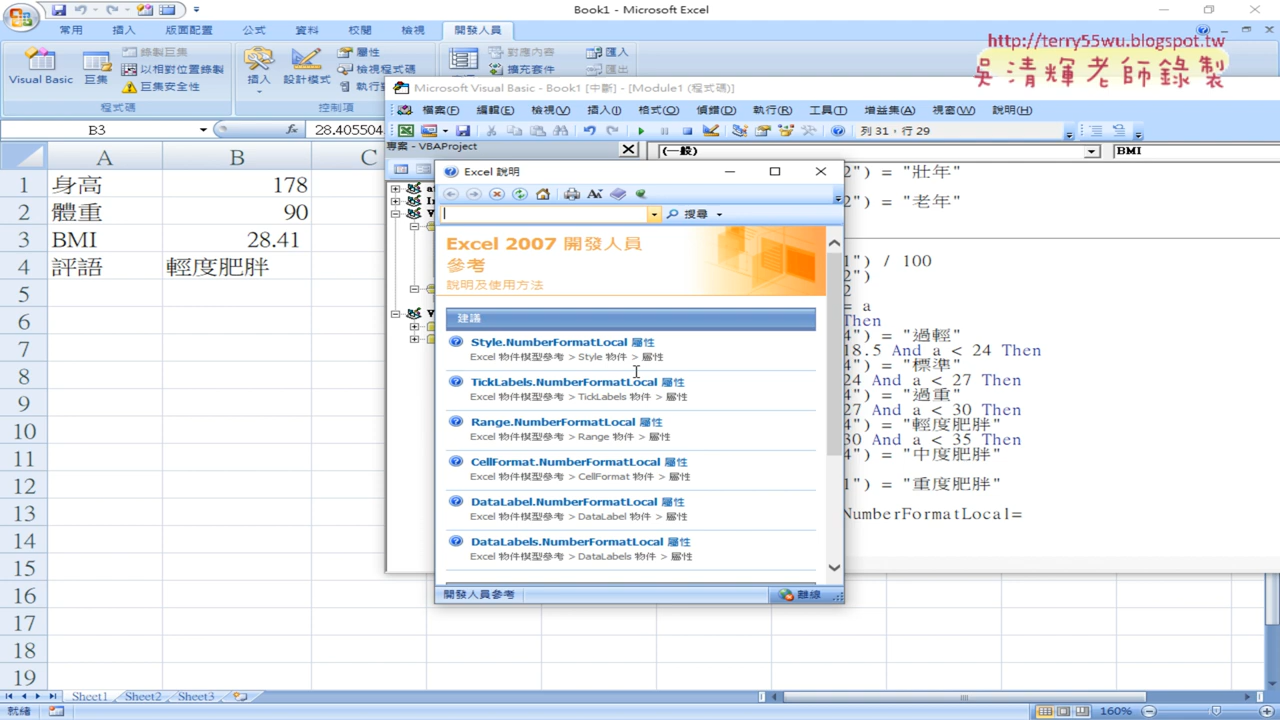 Book1 - Microsoft Excel
常用 插入 版面配置 公式 資料 校閱 檢視 開發人員
http://terry55wu.blogspot.tw
吳清輝老師錄製
Visual Basic 巨集 錄製巨集 以相對位置錄製 巨集安全性
插入 設計模式 屬性 檢視程式碼
對應內容 擴充套件 匯入 匯出
程式碼 控制項
Microsoft Visual Basic - Book1 [中斷] - [Module1 (程式碼)]
檔案(F) 編輯(E) 檢視(V) 插入(I) 格式(O) 偵錯(D) 執行(R) 工具(T) 增益集(A) 視窗(W) 說明(H)
列 31，行 29
B3 fx 28.405504
專案 - VBAProject
(一般) BMI
A B C
1 身高 178
2 體重 90
3 BMI 28.41
4 評語 輕度肥胖
5
6
7
8
9
10
11
12
13
14
15
16
17
18
19
Excel 說明
搜尋
Excel 2007 開發人員
參考
說明及使用方法
建議
Style.NumberFormatLocal 屬性
Excel 物件模型參考 > Style 物件 > 屬性
TickLabels.NumberFormatLocal 屬性
Excel 物件模型參考 > TickLabels 物件 > 屬性
Range.NumberFormatLocal 屬性
Excel 物件模型參考 > Range 物件 > 屬性
CellFormat.NumberFormatLocal 屬性
Excel 物件模型參考 > CellFormat 物件 > 屬性
DataLabel.NumberFormatLocal 屬性
Excel 物件模型參考 > DataLabel 物件 > 屬性
DataLabels.NumberFormatLocal 屬性
Excel 物件模型參考 > DataLabels 物件 > 屬性
開發人員參考 離線
2") = "壯年"
2") = "老年"
1") / 100
2")
2
= a
Then
4") = "過輕"
18.5 And a < 24 Then
4") = "標準"
24 And a < 27 Then
4") = "過重"
27 And a < 30 Then
4") = "輕度肥胖"
30 And a < 35 Then
4") = "中度肥胖"
1") = "重度肥胖"
NumberFormatLocal=
Sheet1 Sheet2 Sheet3
就緒 160%